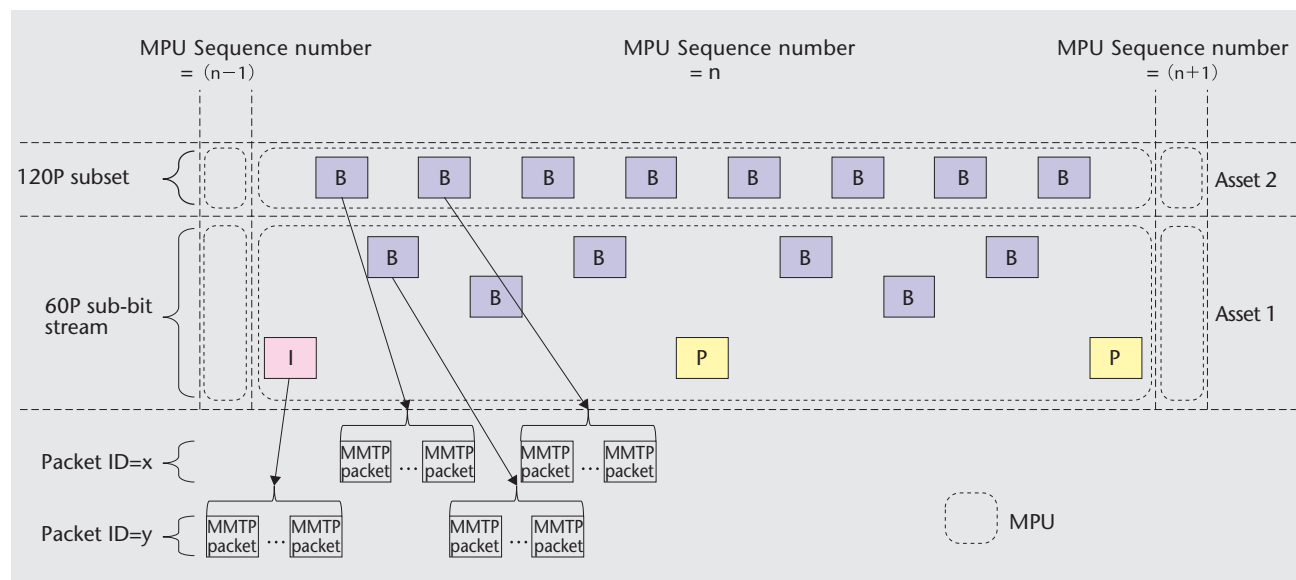 MPU Sequence number
= (n−1)
MPU Sequence number
= n
MPU Sequence number
= (n+1)
120P subset
B
B
B
B
B
B
B
B
Asset 2
60P sub-bit
stream
B
B
B
B
B
B
I
P
P
Asset 1
Packet ID=x
MMTP
packet
...
MMTP
packet
MMTP
packet
...
MMTP
packet
Packet ID=y
MMTP
packet
...
MMTP
packet
MMTP
packet
...
MMTP
packet
MPU